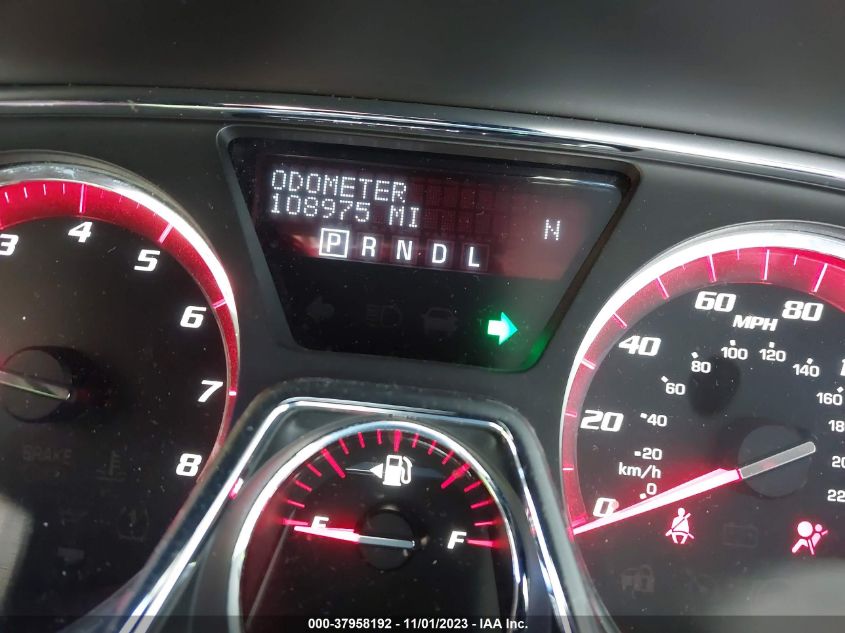 ODOMETER
108975 MI
N
P R N D L
3 4 5 6 7 8
BRAKE
E F
0 20 40 60 80
MPH
0 20 40 60 80 100 120 140 160
km/h
000-37958192 - 11/01/2023 - IAA Inc.